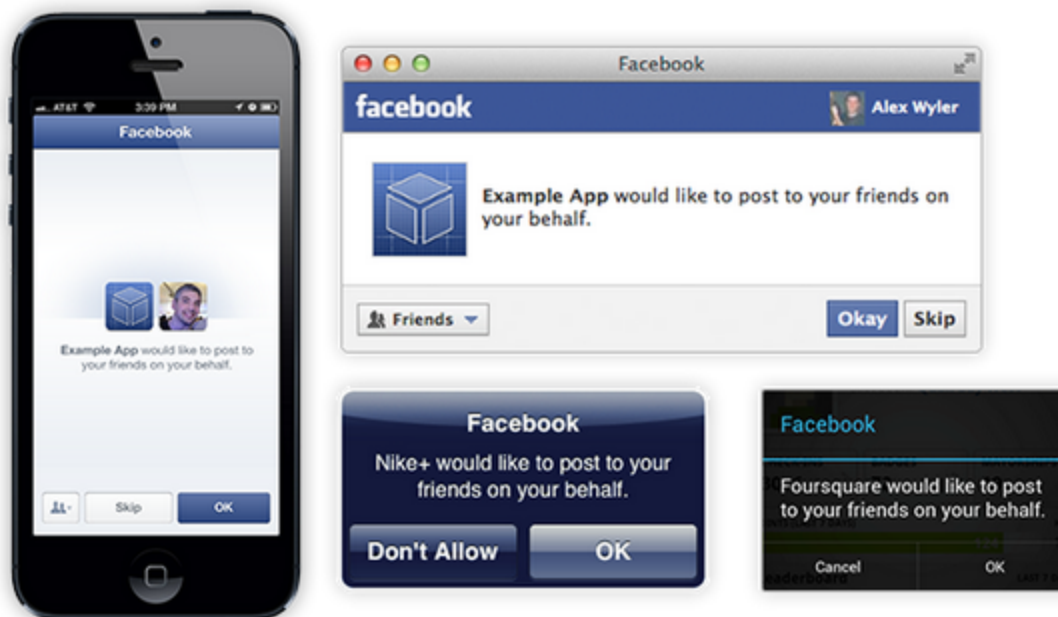 AT&T 3:39 PM
Facebook
Example App would like to post to
your friends on your behalf.
Skip
OK
Facebook
facebook
Alex Wyler
Example App would like to post to your friends on
your behalf.
Friends
Okay
Skip
Facebook
Nike+ would like to post to your
friends on your behalf.
Don't Allow
OK
Facebook
Foursquare would like to post
to your friends on your behalf.
Cancel
OK